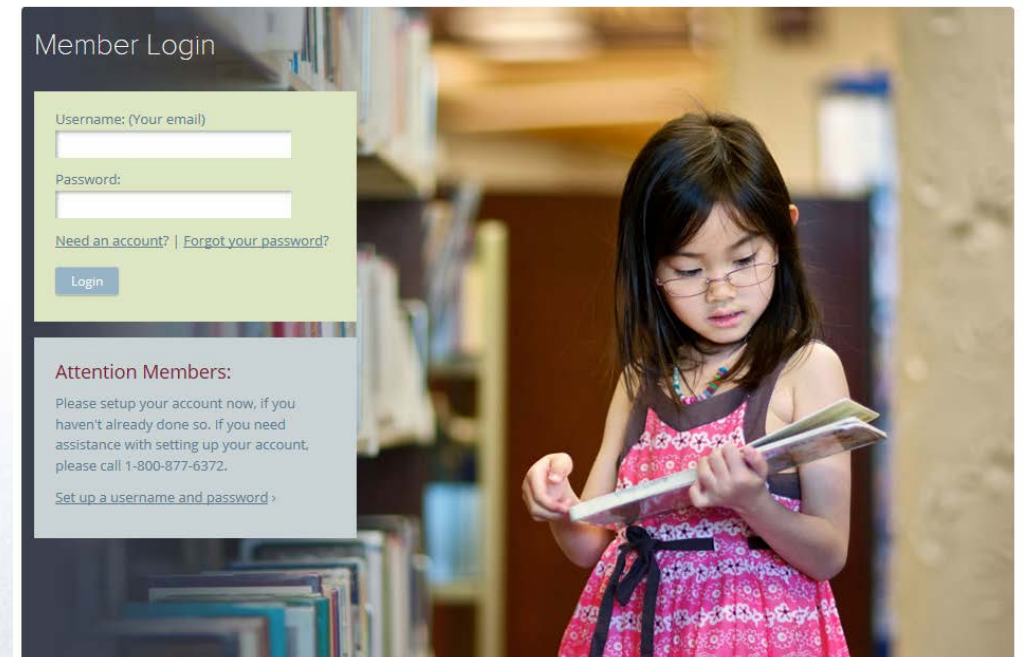 Member Login
Username: (Your email)
Password:
Need an account? | Forgot your password?
Login
Attention Members:
Please setup your account now, if you
haven't already done so. If you need
assistance with setting up your account,
please call 1-800-877-6372.
Set up a username and password ›